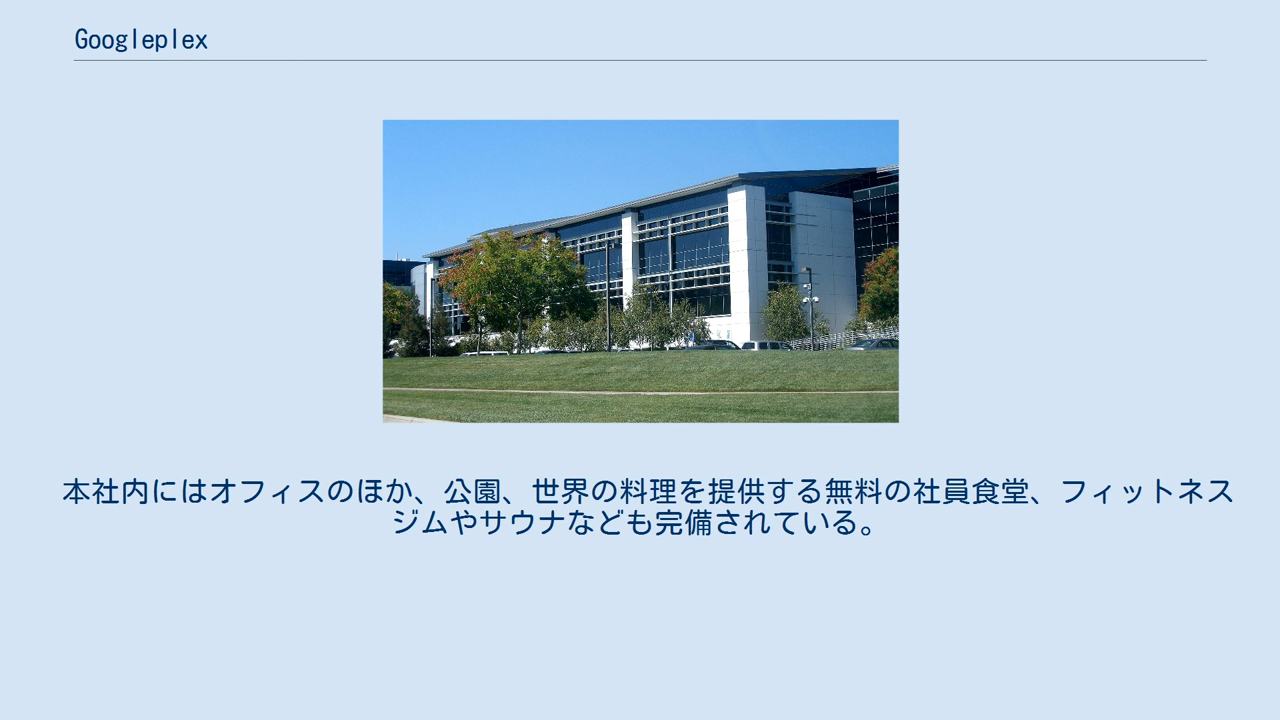 Googleplex
本社内にはオフィスのほか、公園、世界の料理を提供する無料の社員食堂、フィットネス
ジムやサウナなども完備されている。